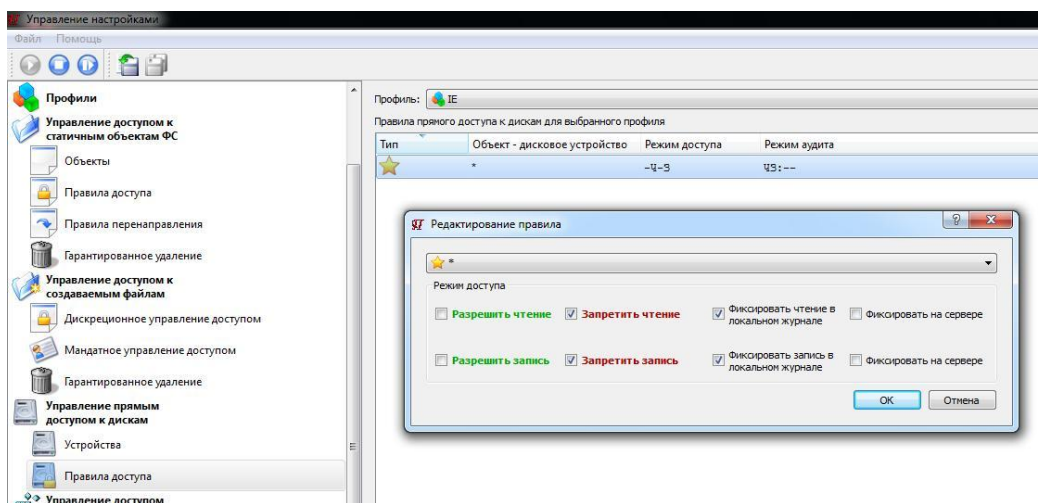 Управление настройками
Файл Помощь
Профили
Управление доступом к
статичным объектам ФС
Объекты
Правила доступа
Правила перенаправления
Гарантированное удаление
Управление доступом к
создаваемым файлам
Дискреционное управление доступом
Мандатное управление доступом
Гарантированное удаление
Управление прямым
доступом к дискам
Устройства
Правила доступа
Управление доступом
Профиль: IE
Правила прямого доступа к дискам для выбранного профиля
Тип Объект - дисковое устройство Режим доступа Режим аудита
* -Ч-З ЧЗ:--
Редактирование правила
*
Режим доступа
Разрешить чтение Запретить чтение Фиксировать чтение в
локальном журнале Фиксировать на сервере
Разрешить запись Запретить запись Фиксировать запись в
локальном журнале Фиксировать на сервере
OK Отмена